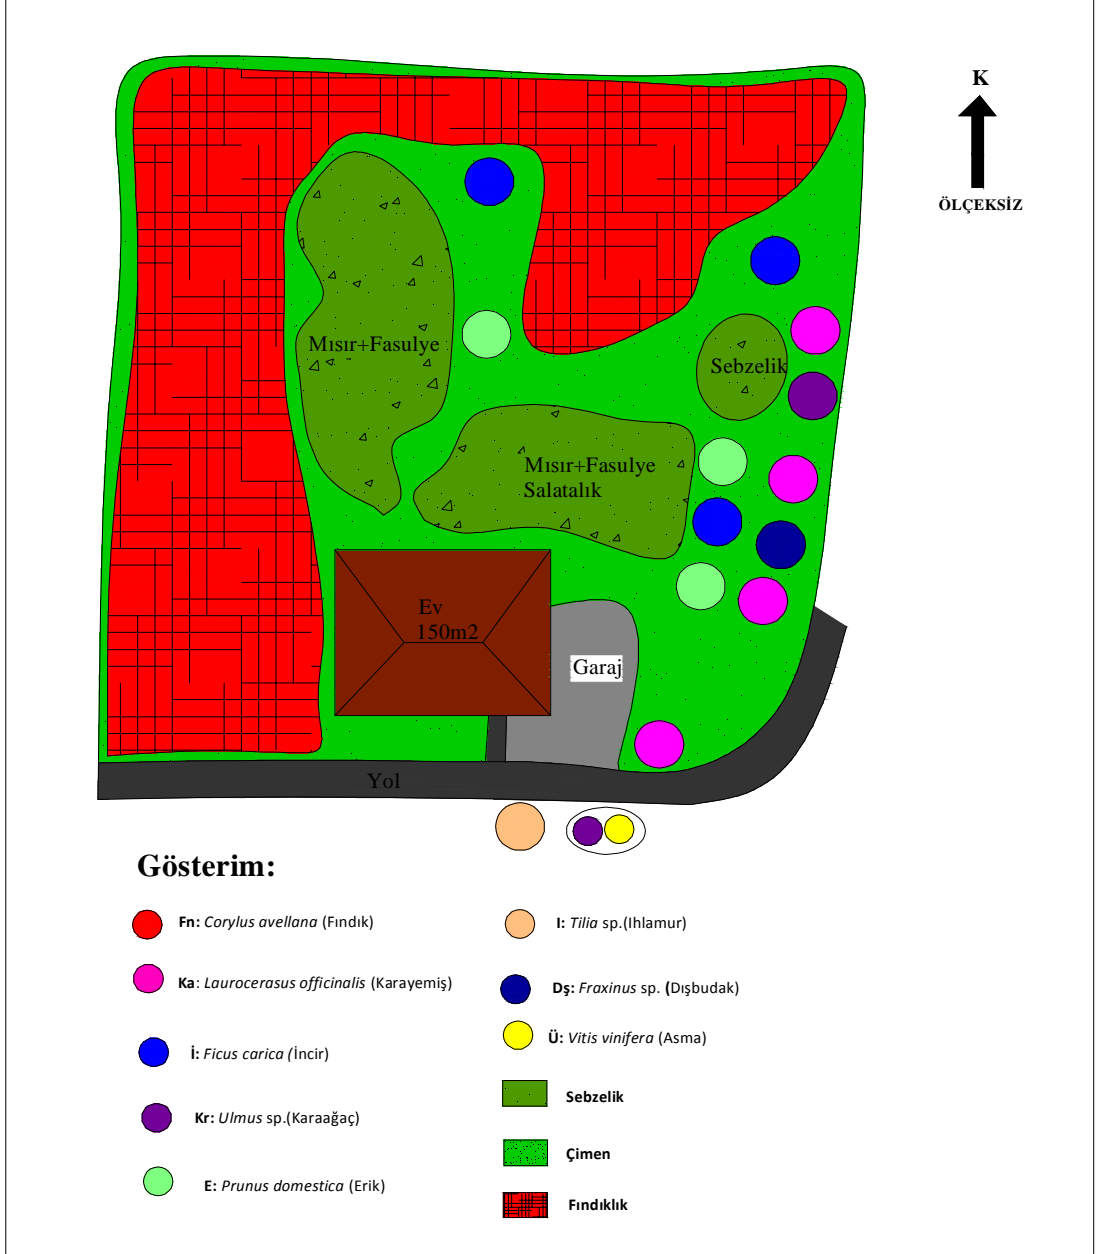 K
ÖLÇEKSİZ
Mısır+Fasulye
Sebzelik
Mısır+Fasulye
Salatalık
Ev
150m2
Garaj
Yol
Gösterim:
Fn: Corylus avellana (Fındık)
I: Tilia sp.(Ihlamur)
Ka: Laurocerasus officinalis (Karayemiş)
Dş: Fraxinus sp. (Dışbudak)
Ü: Vitis vinifera (Asma)
İ: Ficus carica (İncir)
Sebzelik
Kr: Ulmus sp.(Karaağaç)
Çimen
E: Prunus domestica (Erik)
Fındıklık